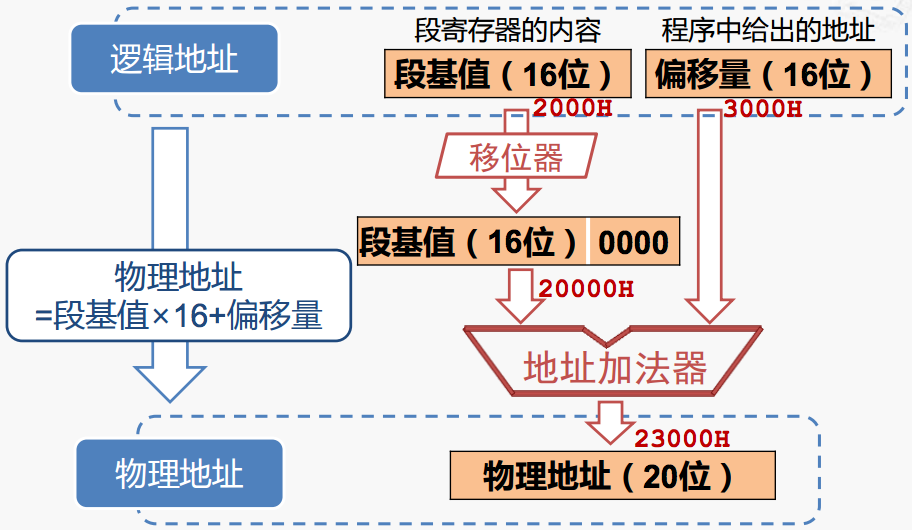 逻辑地址
段寄存器的内容
程序中给出的地址
段基值（16位）
偏移量（16位）
2000H
3000H
移位器
段基值（16位） 0000
20000H
物理地址
=段基值×16+偏移量
地址加法器
23000H
物理地址
物理地址（20位）